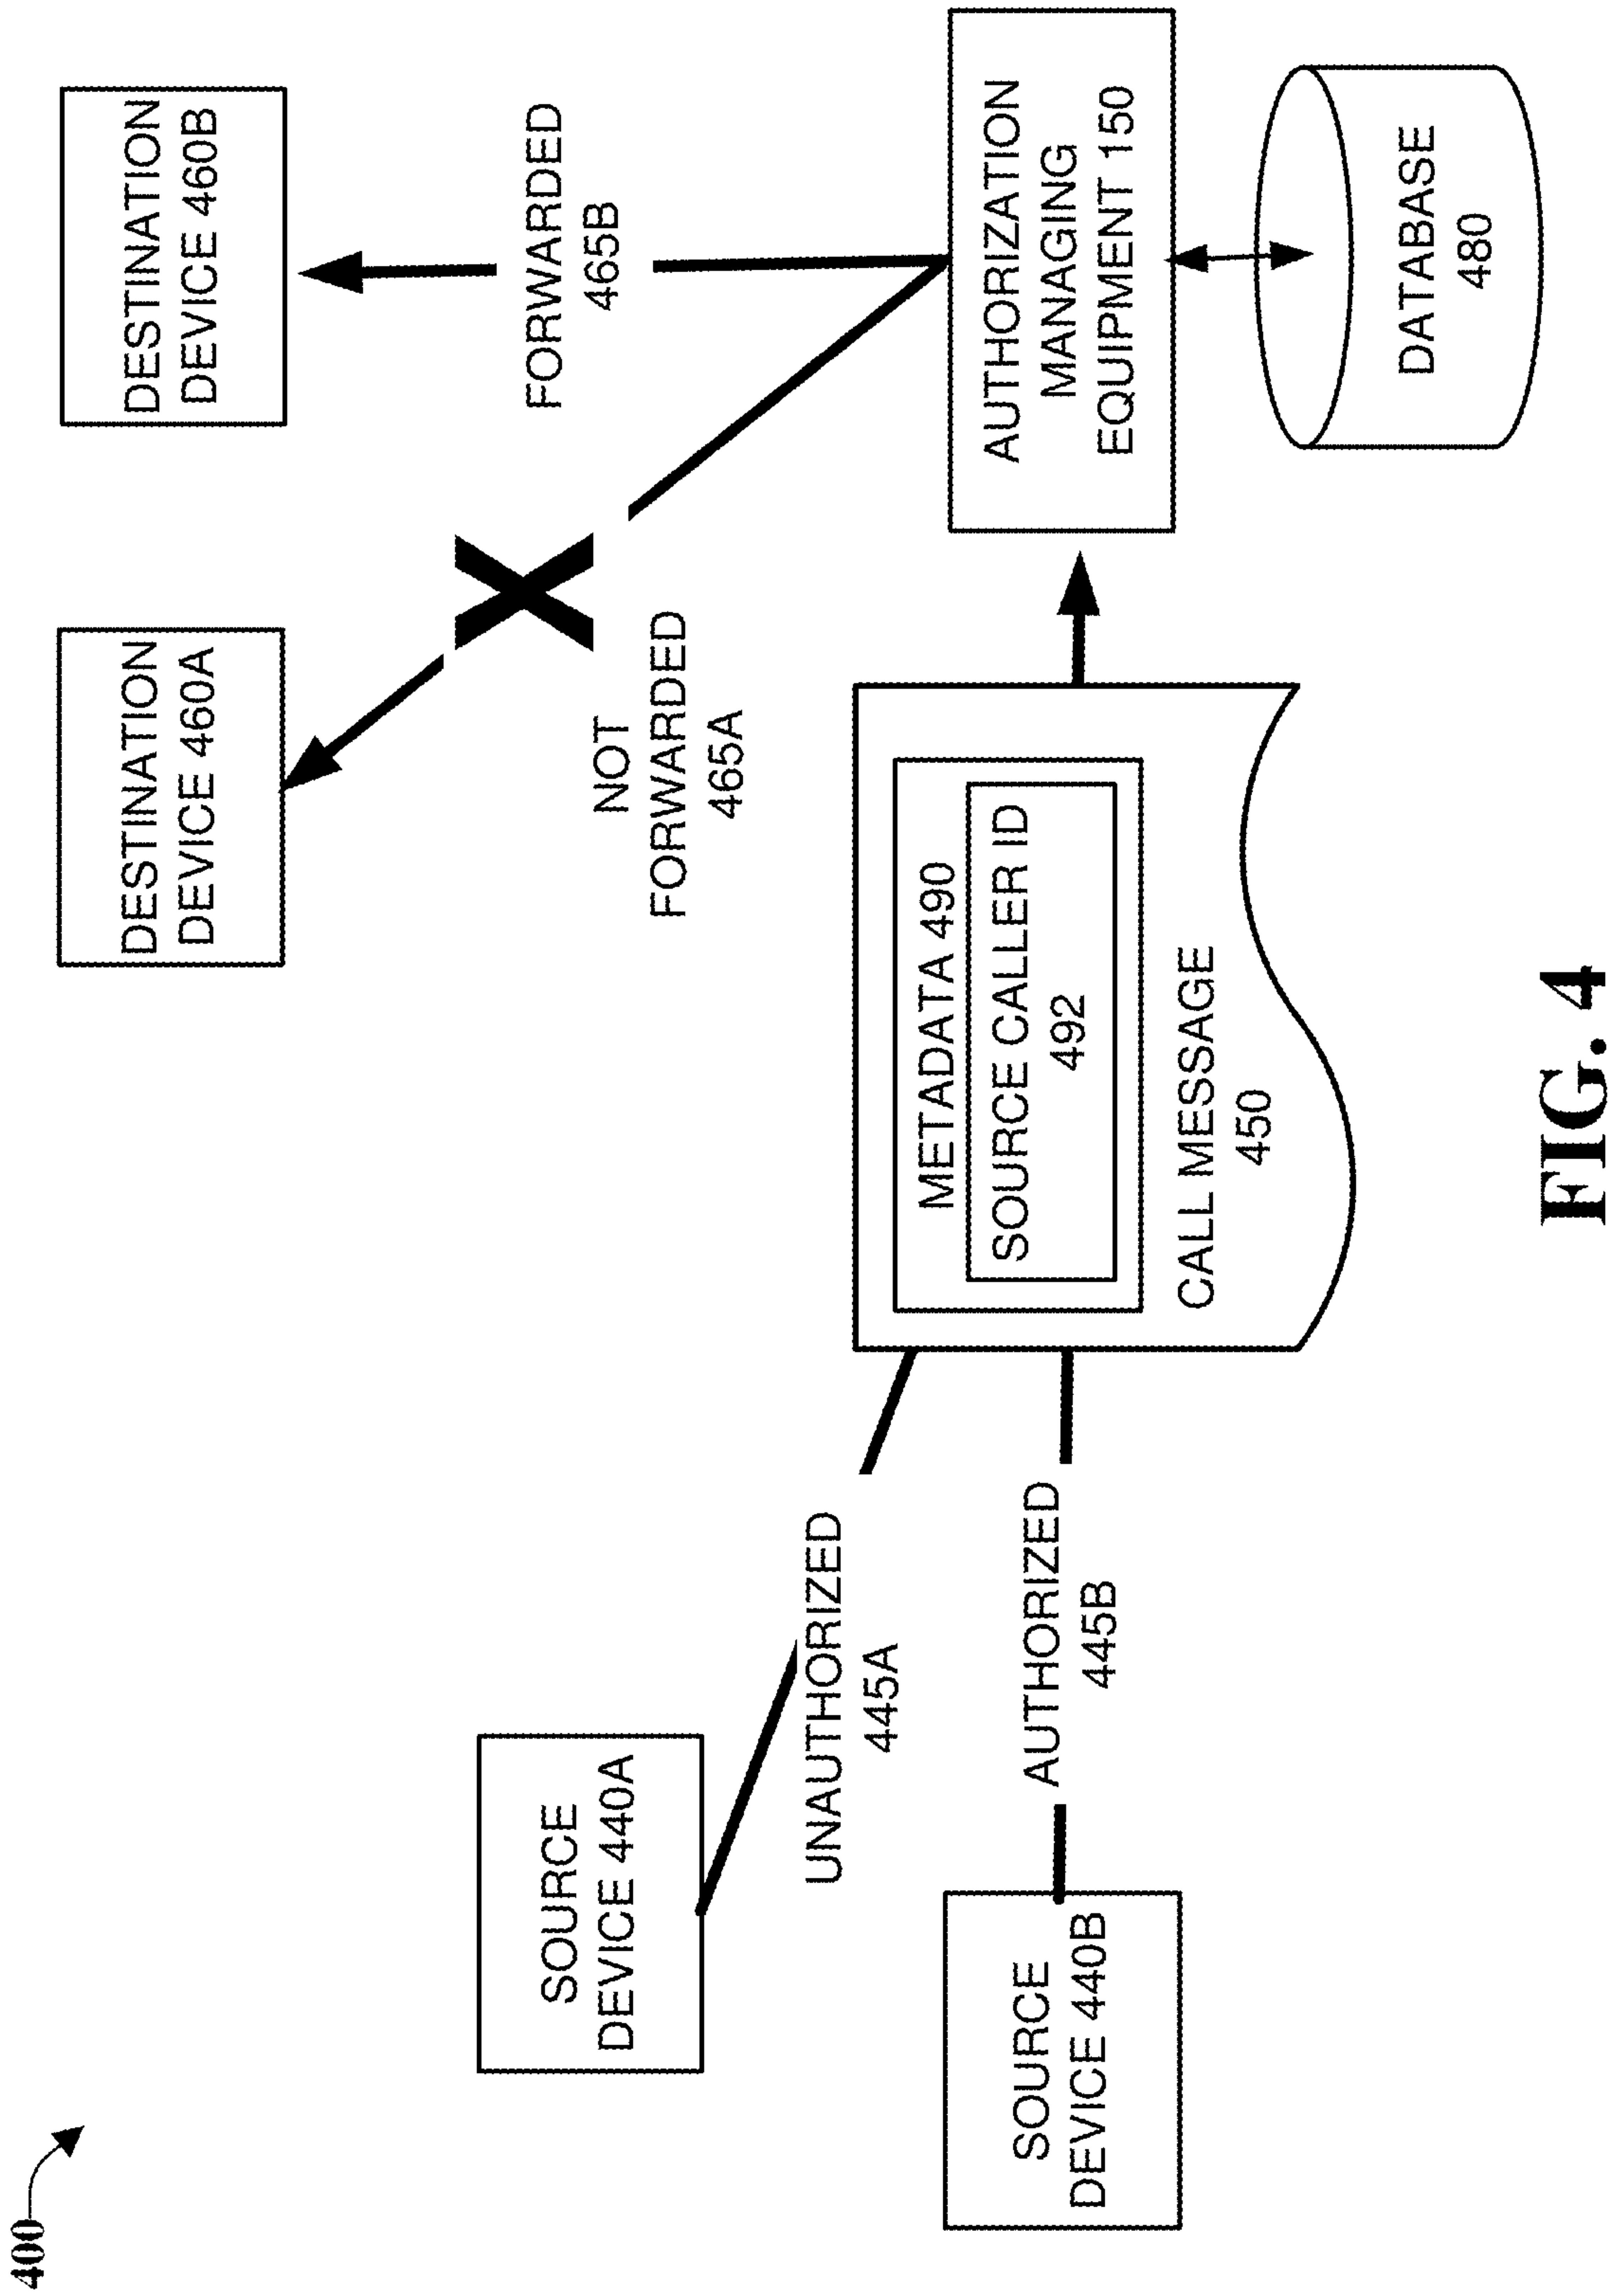 400
DESTINATION
DEVICE 460A
DESTINATION
DEVICE 460B
SOURCE
DEVICE 440A
NOT
FORWARDED
465A
FORWARDED
465B
UNAUTHORIZED
445A
METADATA 490
SOURCE CALLER ID
492
CALL MESSAGE
450
AUTHORIZATION
MANAGING
EQUIPMENT 150
SOURCE
DEVICE 440B
AUTHORIZED
445B
DATABASE
480
FIG. 4